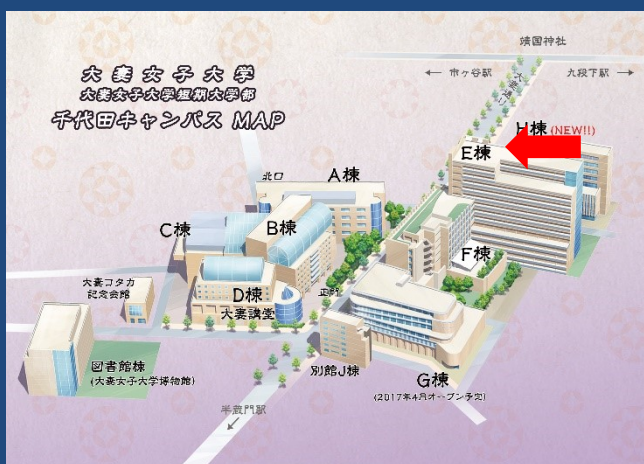 大妻女子大学
大妻女子大学短期大学部
千代田キャンパス MAP
靖国神社
← 市ヶ谷駅
九段下駅 →
大妻通り
H棟 (NEW!!)
E棟
北口
A棟
C棟
B棟
F棟
大妻コタカ
記念会館
D棟
大妻講堂
正門
図書館棟
(大妻女子大学博物館)
別館J棟
G棟
(2017年4月オープン予定)
半蔵門駅